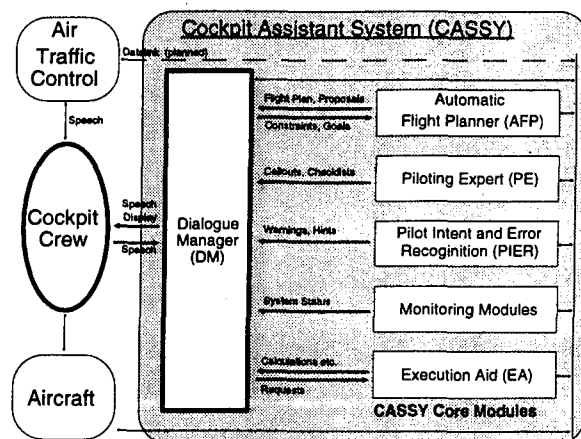 Cockpit Assistant System (CASSY)
Air
Traffic
Control
Datalink (planned)
Speech
Flight Plan, Proposals
Constraints, Goals
Automatic
Flight Planner (AFP)
Callouts, Checklists
Piloting Expert (PE)
Cockpit
Crew
Speech
Display
Speech
Dialogue
Manager
(DM)
Warnings, Hints
Pilot Intent and Error
Recoginition (PIER)
System Status
Monitoring Modules
Calculations etc.
Requests
Execution Aid (EA)
CASSY Core Modules
Aircraft